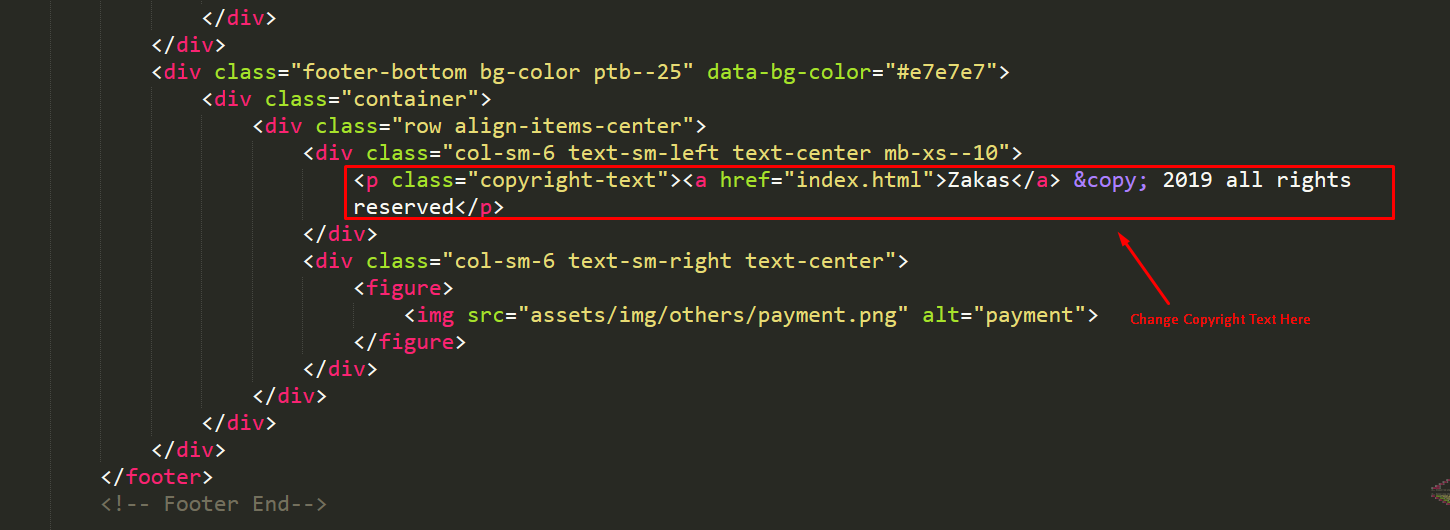 </div>
</div>
<div class="footer-bottom bg-color ptb--25" data-bg-color="#e7e7e7">
<div class="container">
<div class="row align-items-center">
<div class="col-sm-6 text-sm-left text-center mb-xs--10">
<p class="copyright-text"><a href="index.html">Zakas</a> &copy; 2019 all rights
reserved</p>
</div>
<div class="col-sm-6 text-sm-right text-center">
<figure>
<img src="assets/img/others/payment.png" alt="payment">
Change Copyright Text Here
</figure>
</div>
</div>
</div>
</div>
</footer>
<!-- Footer End-->